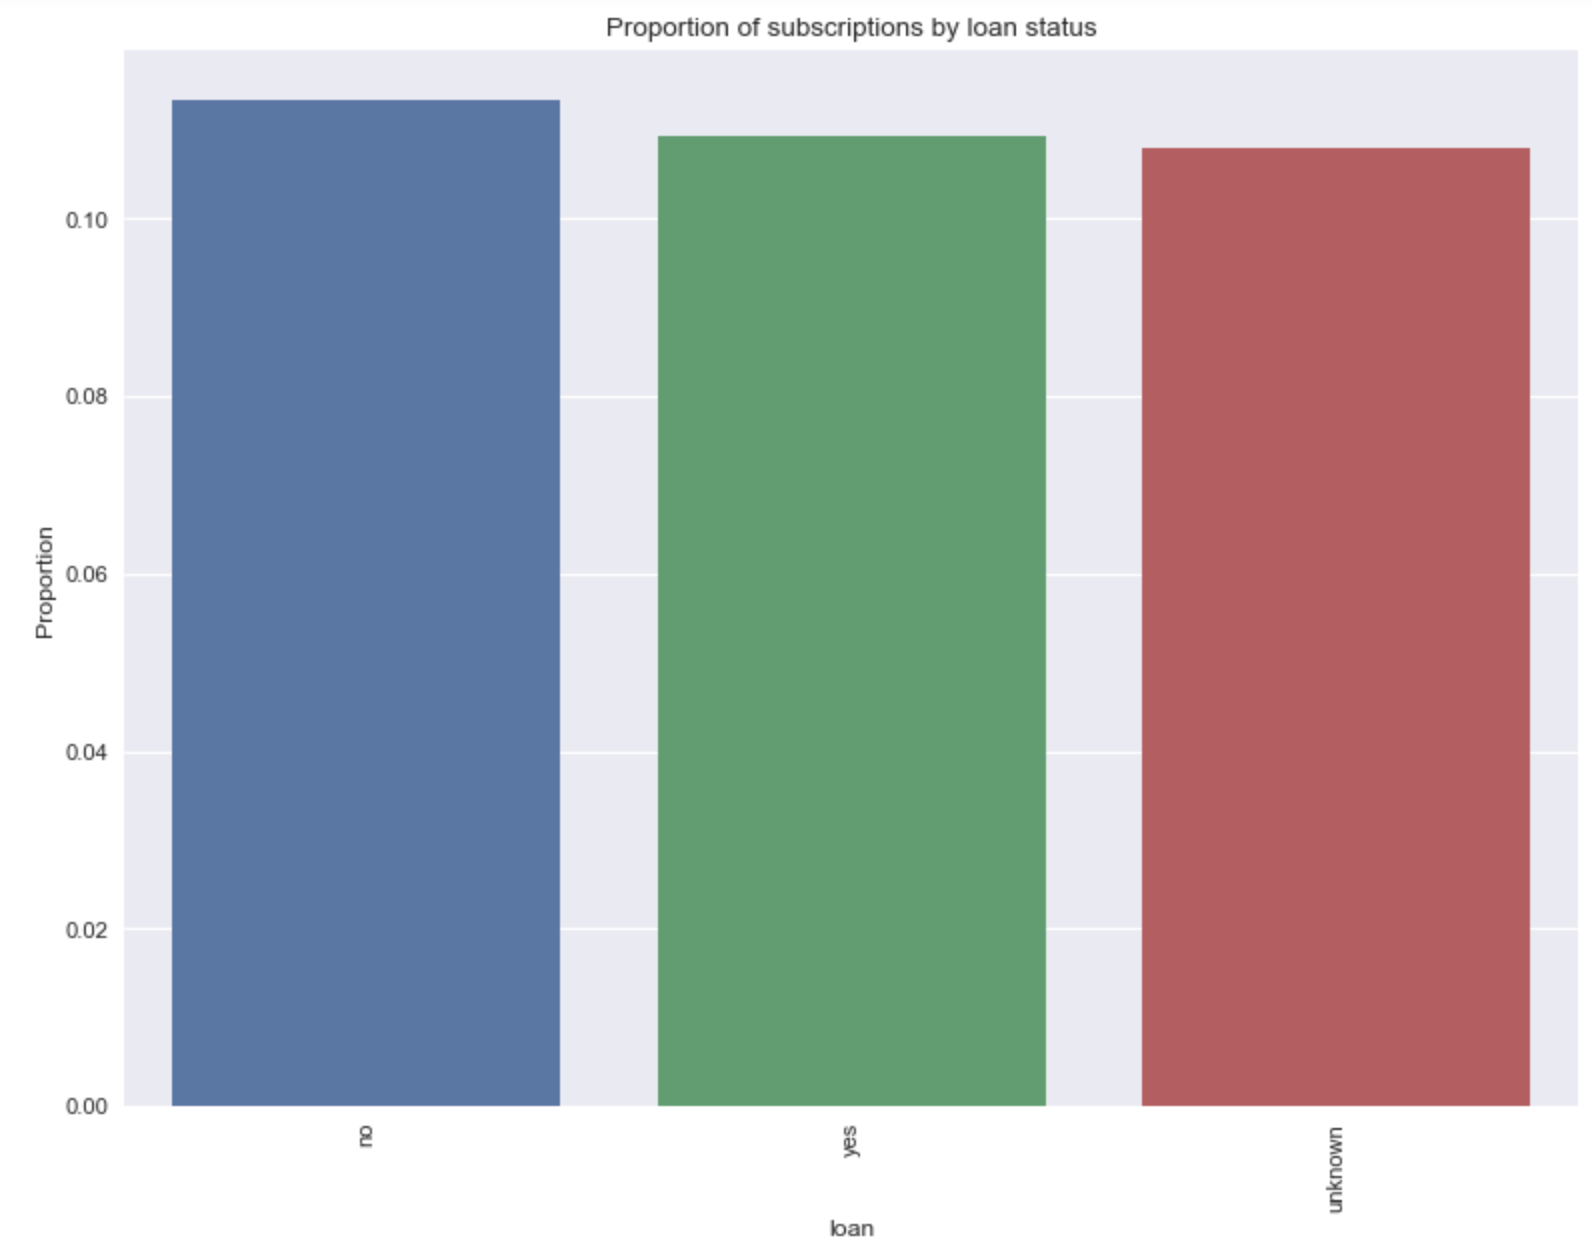 Proportion of subscriptions by loan status
Proportion
0.10
0.08
0.06
0.04
0.02
0.00
no
yes
unknown
loan